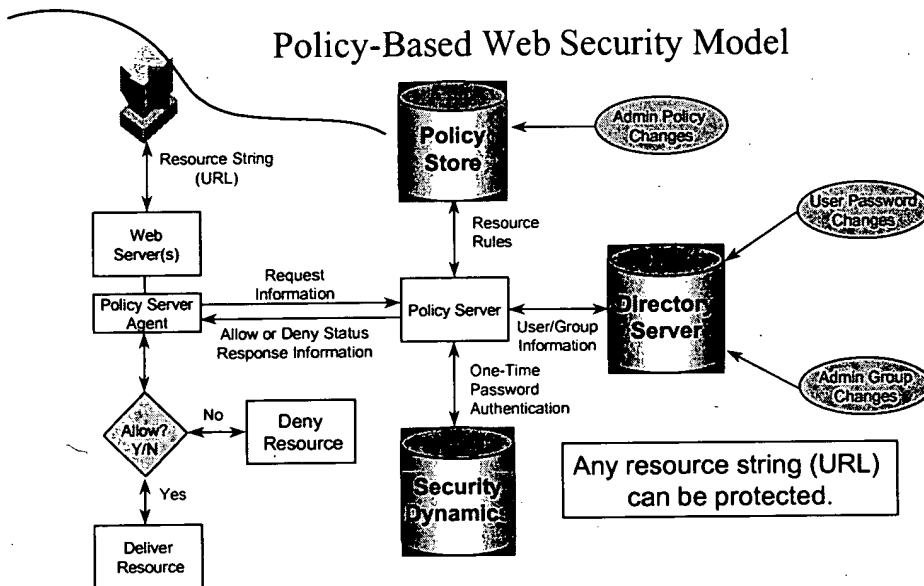 Policy-Based Web Security Model
Resource String
(URL)
Policy
Store
Admin Policy
Changes
Web
Server(s)
Resource
Rules
User Password
Changes
Request
Information
Policy Server
Agent
Policy Server
Directory
Server
Allow or Deny Status
Response Information
User/Group
Information
One-Time
Password
Authentication
Admin Group
Changes
Allow?
Y/N
No
Deny
Resource
Security
Dynamics
Any resource string (URL)
can be protected.
Yes
Deliver
Resource